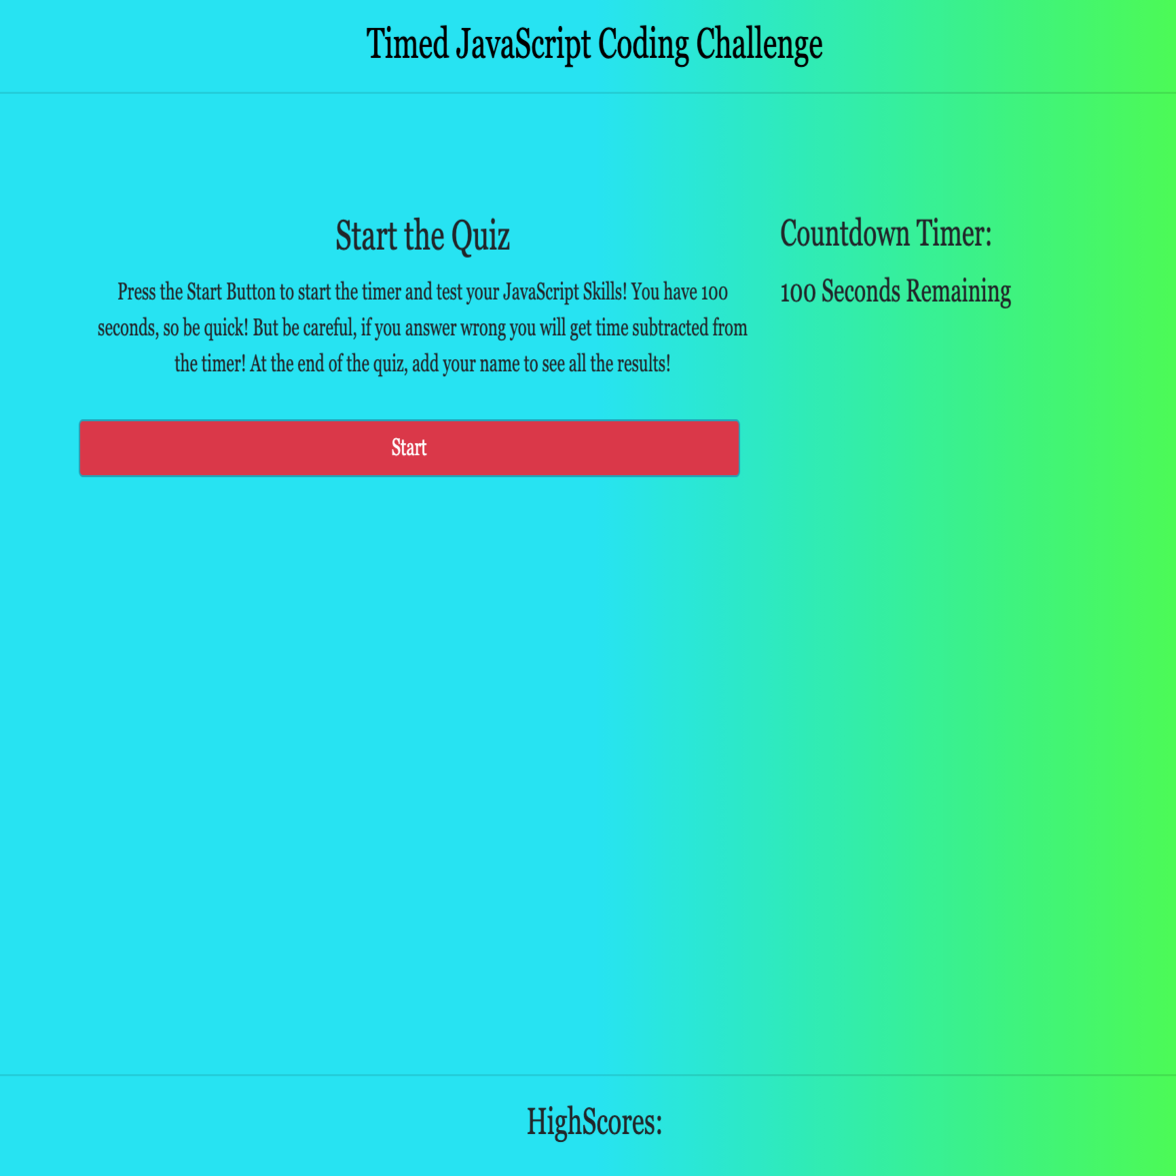 Timed JavaScript Coding Challenge
Start the Quiz
Press the Start Button to start the timer and test your JavaScript Skills! You have 100
seconds, so be quick! But be careful, if you answer wrong you will get time subtracted from
the timer! At the end of the quiz, add your name to see all the results!
Start
Countdown Timer:
100 Seconds Remaining
HighScores: